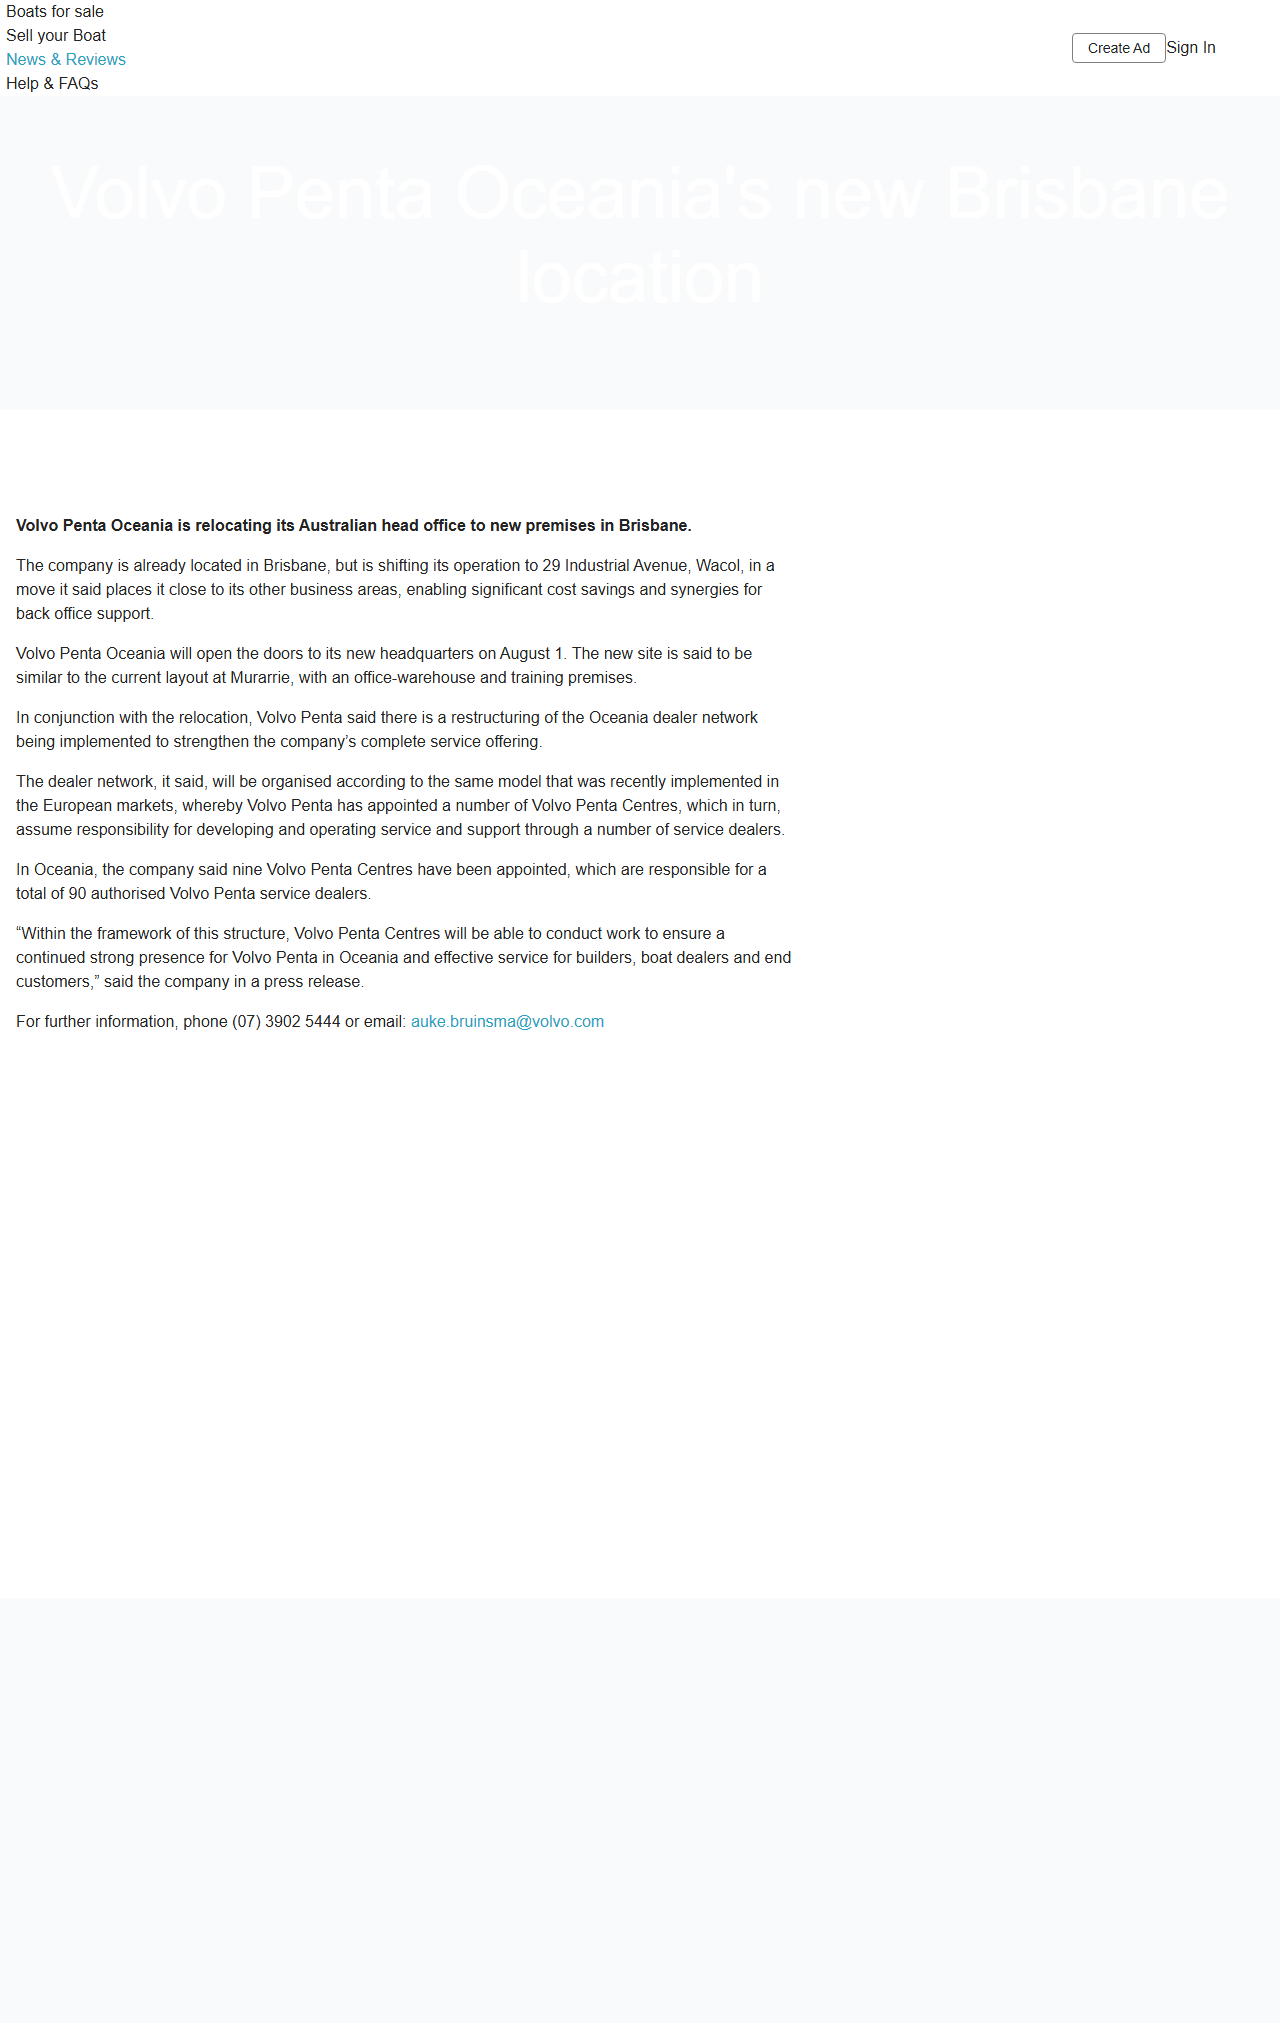 Boats for sale
Sell your Boat
News & Reviews
Help & FAQs
Create Ad
Sign In
Volvo Penta Oceania's new Brisbane
location
Volvo Penta Oceania is relocating its Australian head office to new premises in Brisbane.
The company is already located in Brisbane, but is shifting its operation to 29 Industrial Avenue, Wacol, in a
move it said places it close to its other business areas, enabling significant cost savings and synergies for
back office support.
Volvo Penta Oceania will open the doors to its new headquarters on August 1. The new site is said to be
similar to the current layout at Murarrie, with an office-warehouse and training premises.
In conjunction with the relocation, Volvo Penta said there is a restructuring of the Oceania dealer network
being implemented to strengthen the company’s complete service offering.
The dealer network, it said, will be organised according to the same model that was recently implemented in
the European markets, whereby Volvo Penta has appointed a number of Volvo Penta Centres, which in turn,
assume responsibility for developing and operating service and support through a number of service dealers.
In Oceania, the company said nine Volvo Penta Centres have been appointed, which are responsible for a
total of 90 authorised Volvo Penta service dealers.
“Within the framework of this structure, Volvo Penta Centres will be able to conduct work to ensure a
continued strong presence for Volvo Penta in Oceania and effective service for builders, boat dealers and end
customers,” said the company in a press release.
For further information, phone (07) 3902 5444 or email: auke.bruinsma@volvo.com